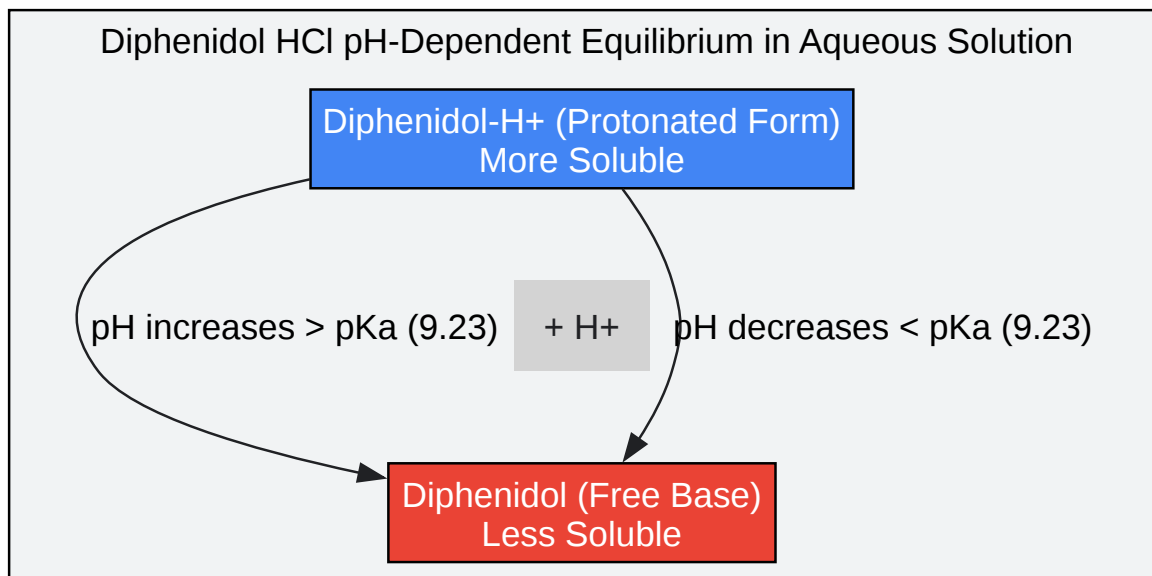 Diphenidol HCl pH-Dependent Equilibrium in Aqueous Solution
Diphenidol-H+ (Protonated Form)
More Soluble
pH increases > pKa (9.23)
+ H+
pH decreases < pKa (9.23)
Diphenidol (Free Base)
Less Soluble